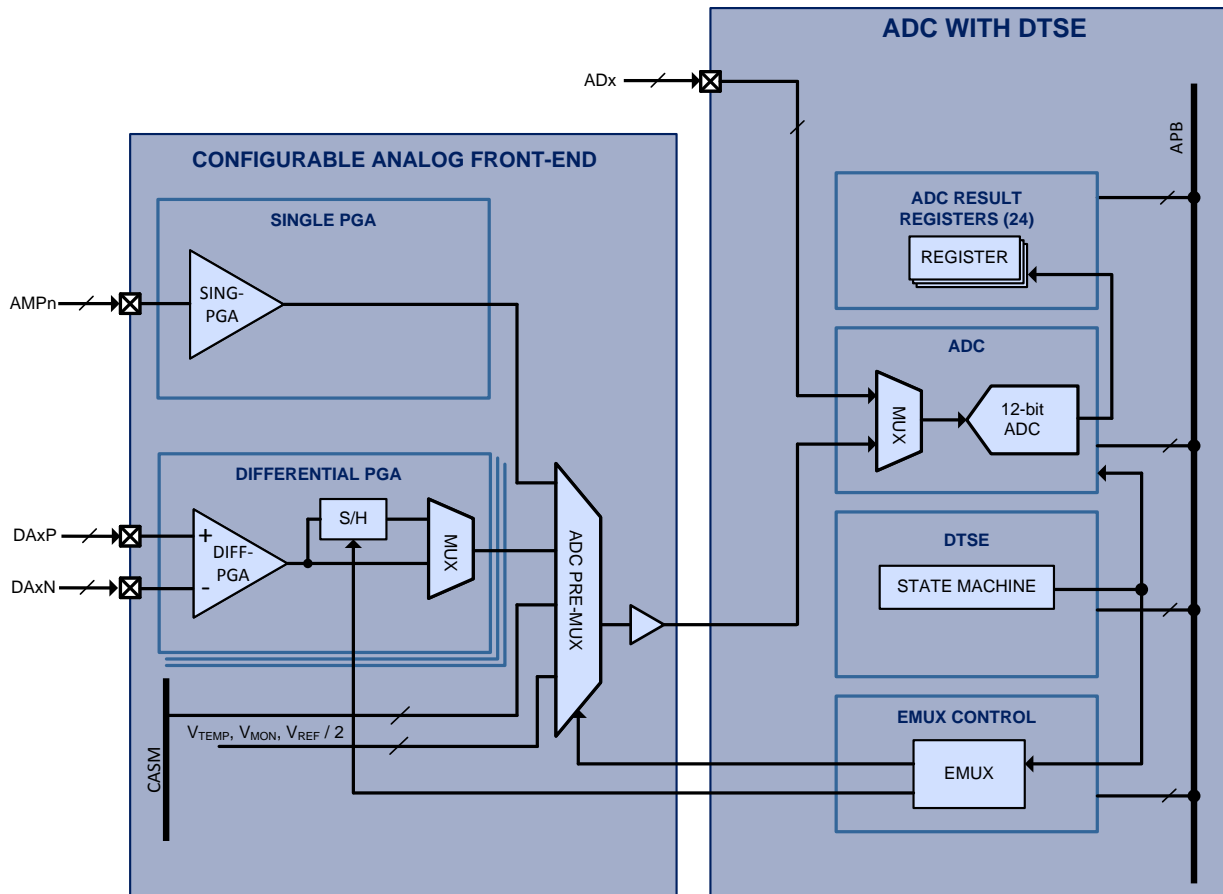 ADC WITH DTSE
ADx
APB
CONFIGURABLE ANALOG FRONT-END
SINGLE PGA
AMPn
SING-
PGA
ADC RESULT
REGISTERS (24)
REGISTER
ADC
MUX
12-bit
ADC
DIFFERENTIAL PGA
DAxP
DAxN
+
-
DIFF-
PGA
S/H
MUX
ADC PRE-MUX
DTSE
STATE MACHINE
CASM
VTEMP, VMON, VREF / 2
EMUX CONTROL
EMUX